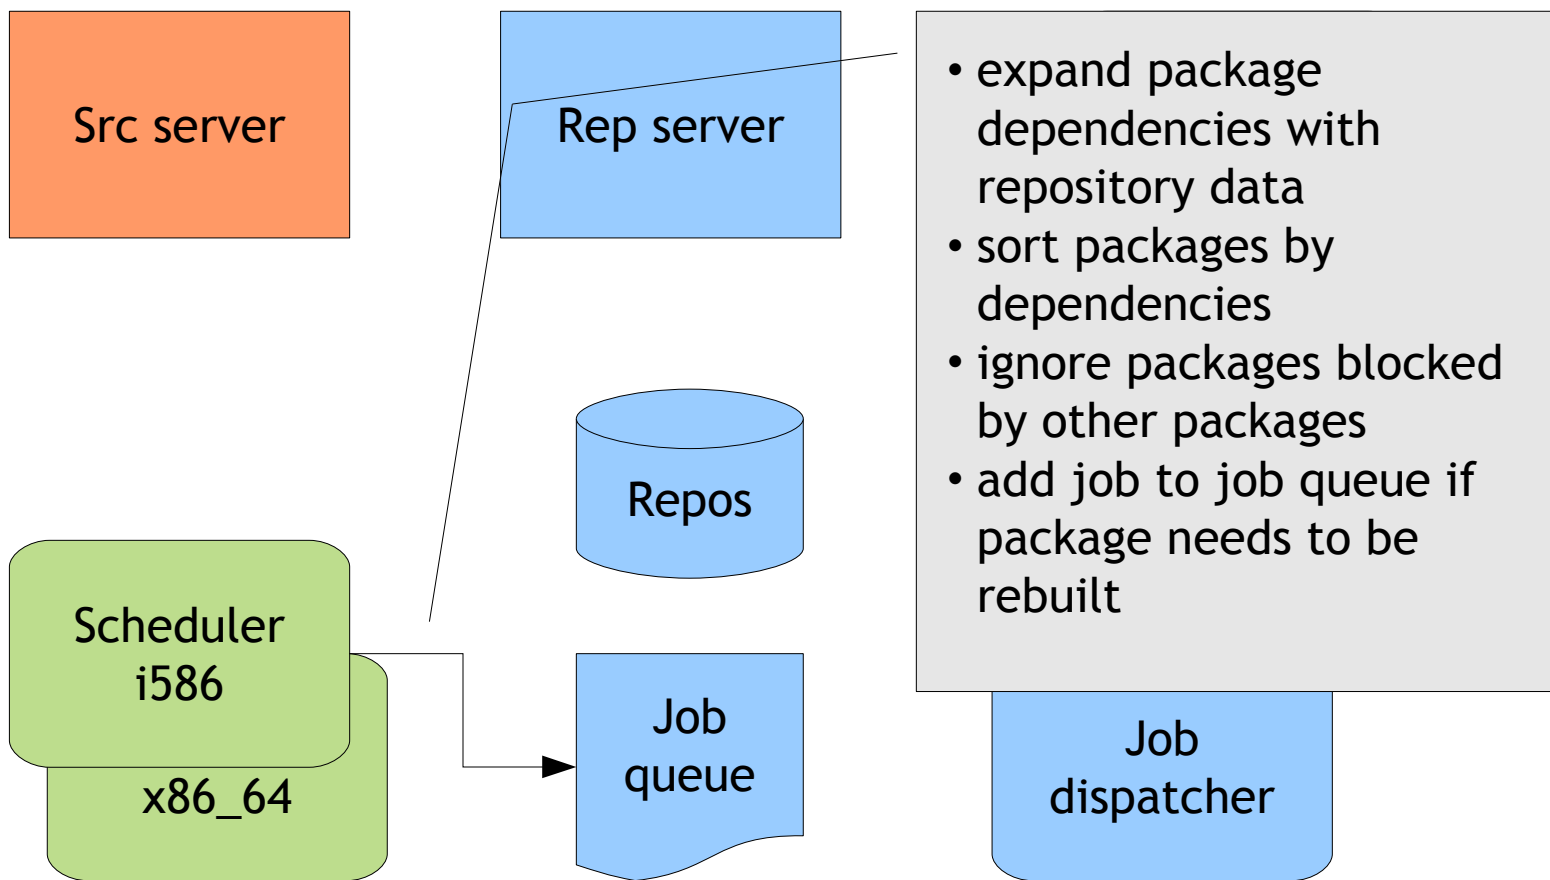 Src server
Rep server
• expand package
dependencies with
repository data
• sort packages by
dependencies
• ignore packages blocked
by other packages
• add job to job queue if
package needs to be
rebuilt
Repos
Scheduler
i586
x86_64
Job
queue
Job
dispatcher